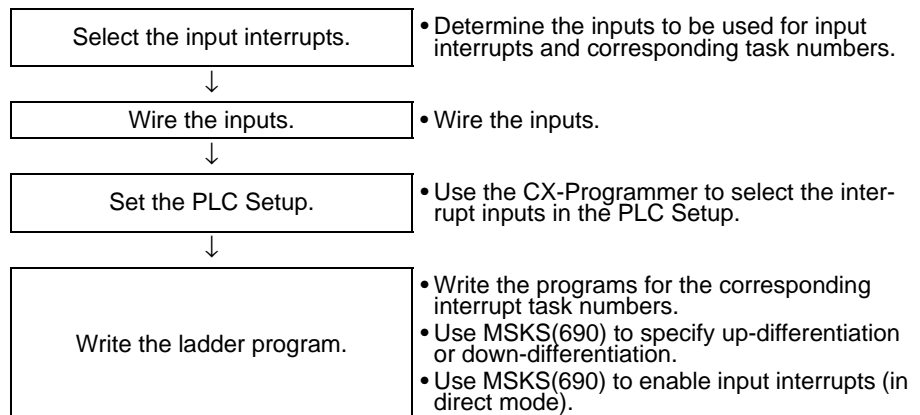 Select the input interrupts.
• Determine the inputs to be used for input
interrupts and corresponding task numbers.
↓
Wire the inputs.
• Wire the inputs.
↓
Set the PLC Setup.
• Use the CX-Programmer to select the inter-
rupt inputs in the PLC Setup.
↓
Write the ladder program.
• Write the programs for the corresponding
interrupt task numbers.
• Use MSKS(690) to specify up-differentiation
or down-differentiation.
• Use MSKS(690) to enable input interrupts (in
direct mode).